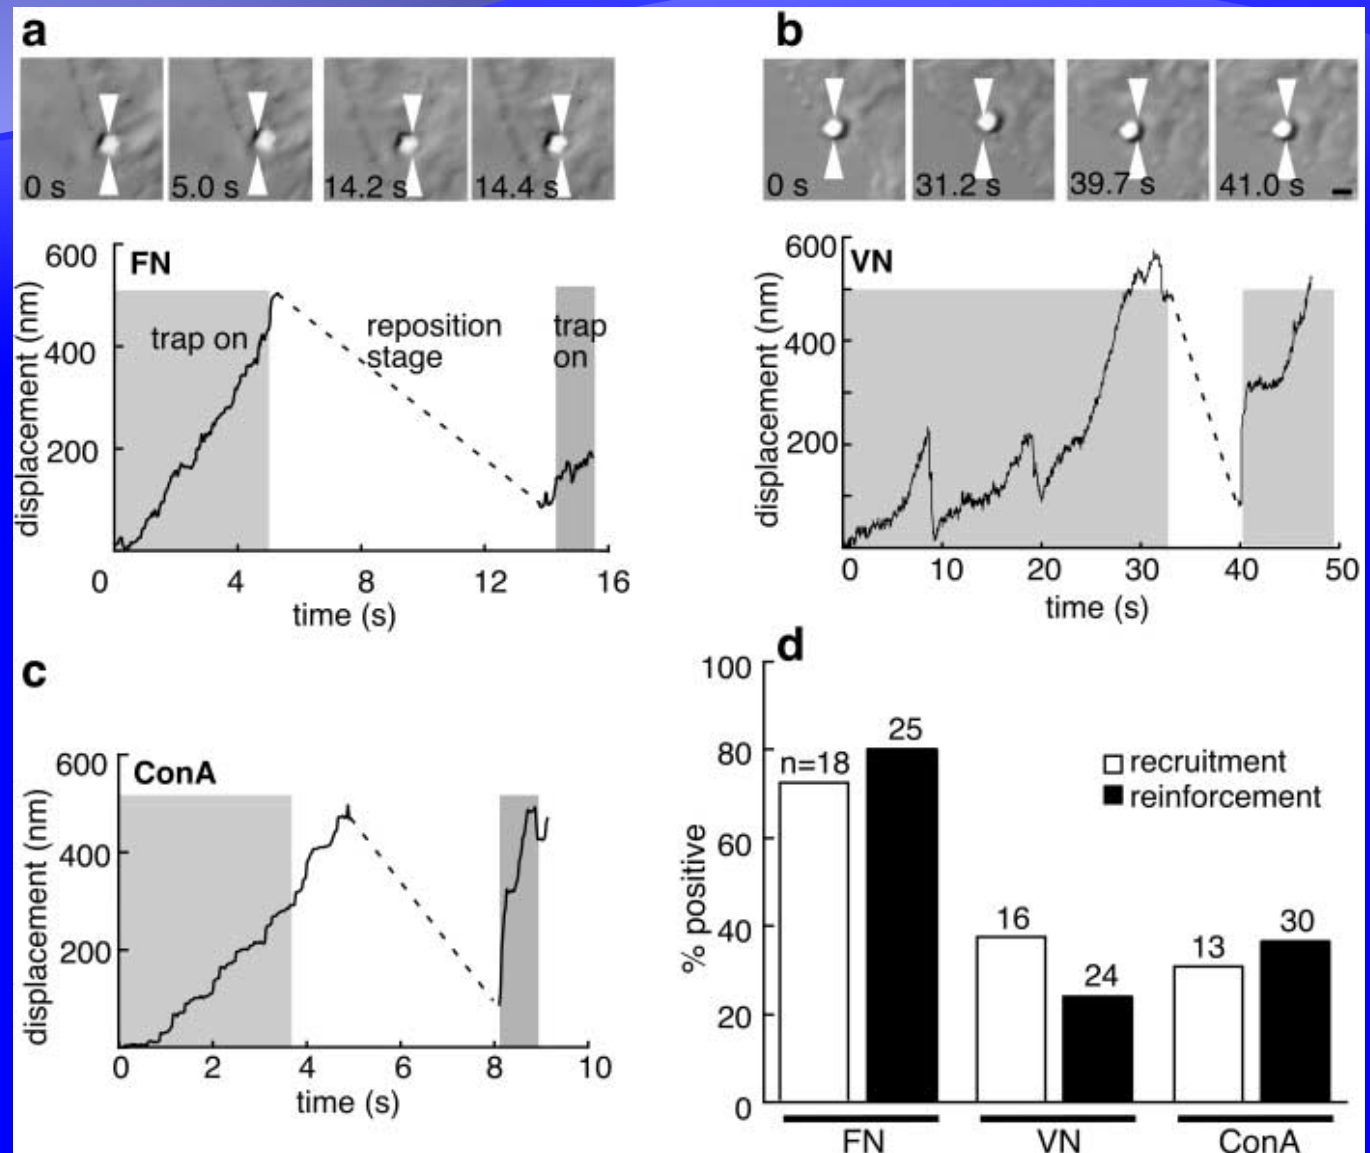 a
0 s
5.0 s
14.2 s
14.4 s
FN
trap on
reposition
stage
trap
on
displacement (nm)
600
400
200
0
4
8
12
16
time (s)
b
0 s
31.2 s
39.7 s
41.0 s
VN
displacement (nm)
600
400
200
0
10
20
30
40
50
time (s)
c
ConA
displacement (nm)
600
400
200
0
2
4
6
8
10
time (s)
d
% positive
100
80
60
40
20
0
n=18
25
16
24
13
30
recruitment
reinforcement
FN
VN
ConA